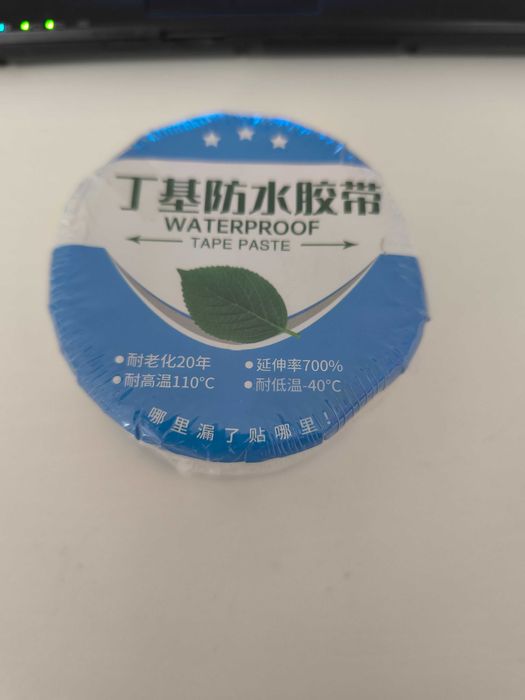 丁基防水胶带
WATERPROOF
TAPE PASTE
耐老化20年
延伸率700%
耐高温110°C
耐低温-40°C
哪里漏了贴哪里!